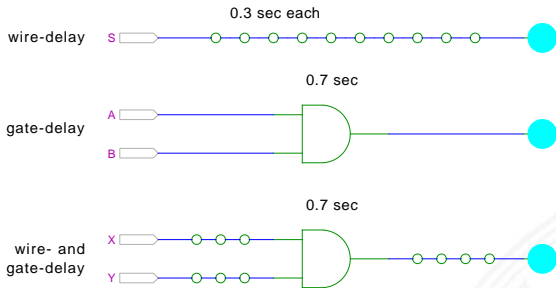 0.3 sec each
wire-delay S
0.7 sec
A
gate-delay
B
0.7 sec
X
wire- and
gate-delay
Y